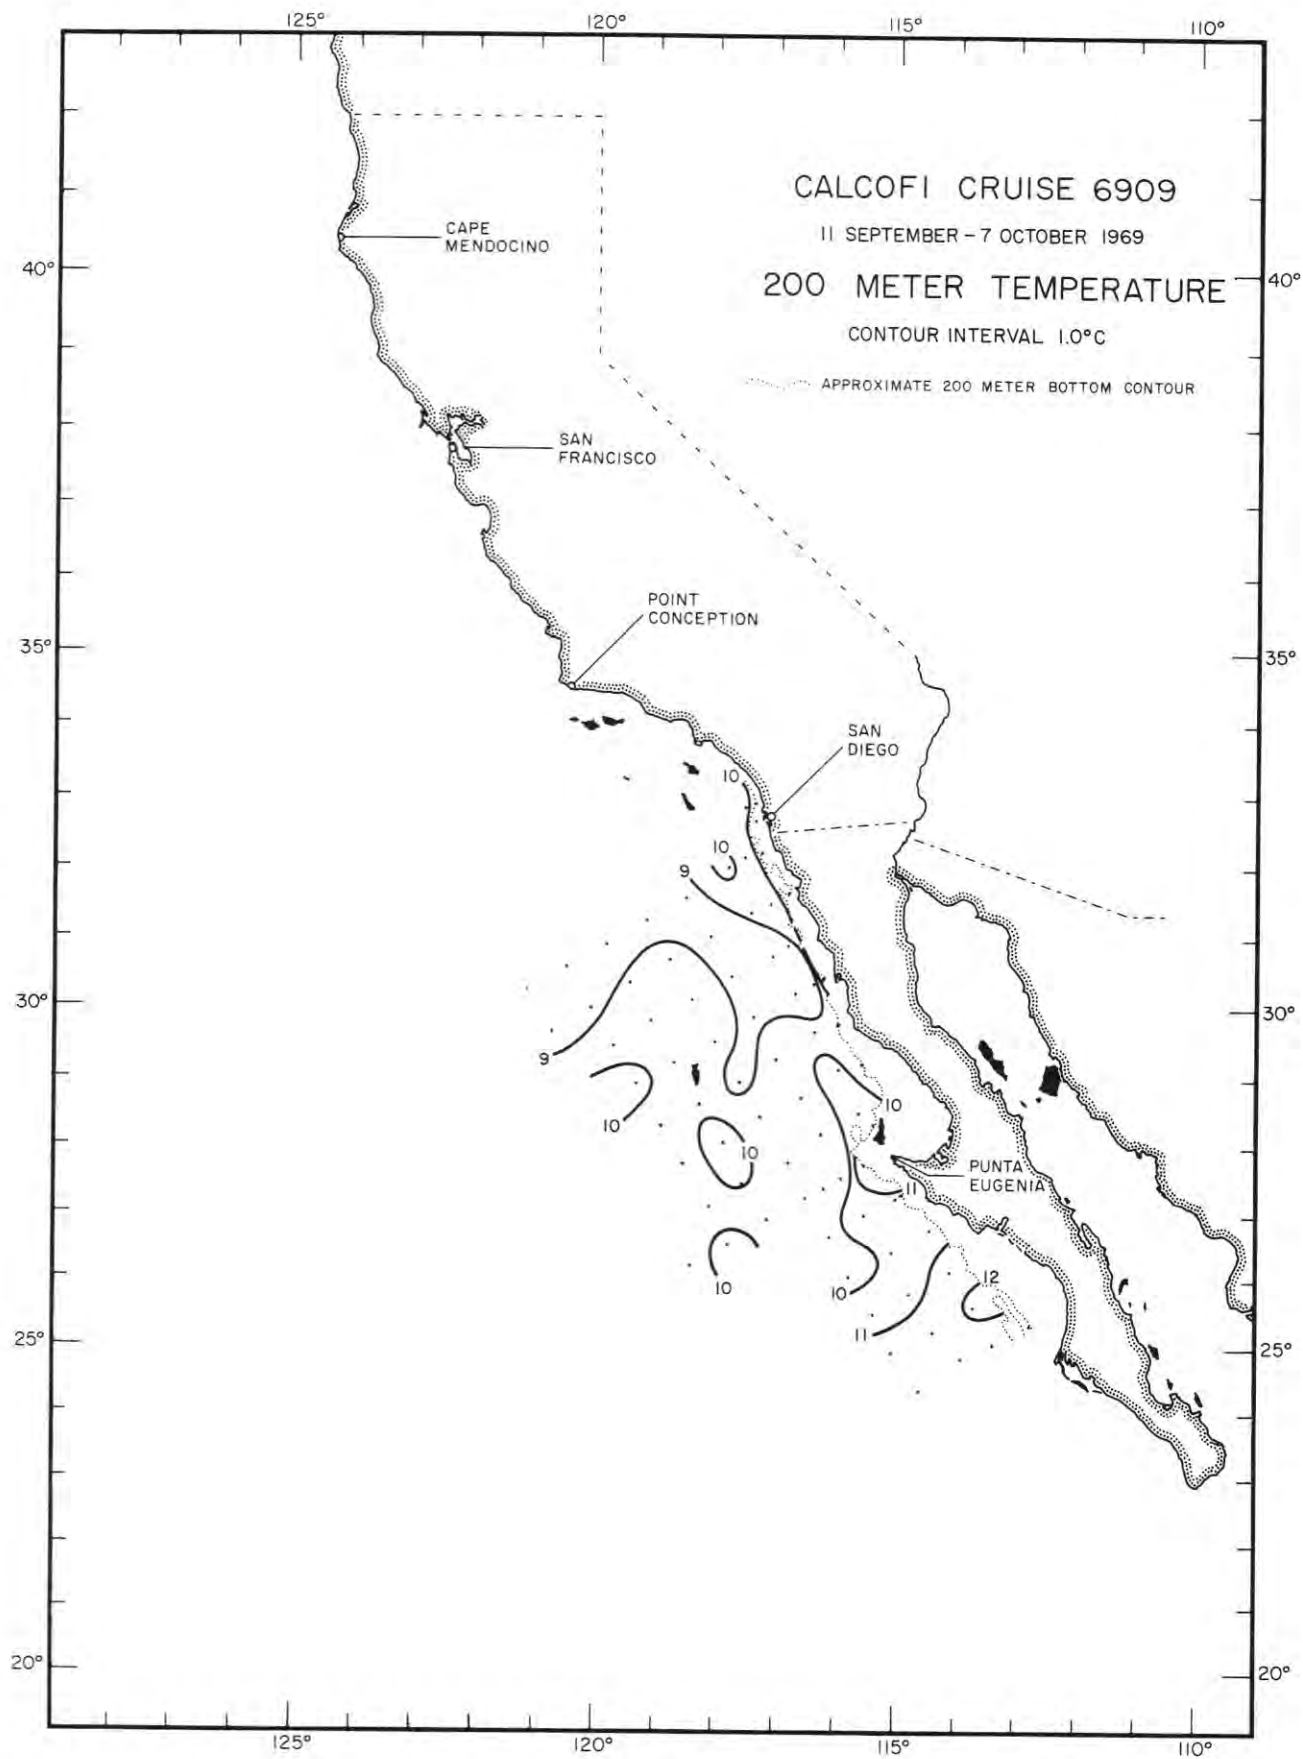 125° 120° 115° 110°
CALCOFI CRUISE 6909
11 SEPTEMBER – 7 OCTOBER 1969
200 METER TEMPERATURE
CONTOUR INTERVAL 1.0°C
APPROXIMATE 200 METER BOTTOM CONTOUR
CAPE
MENDOCINO
40° 40°
SAN
FRANCISCO
POINT
CONCEPTION
35° 35°
SAN
DIEGO
10
10
9
30° 30°
9
10
10
10
PUNTA
EUGENIA
11
12
10
10
11
25° 25°
20° 20°
125° 120° 115° 110°